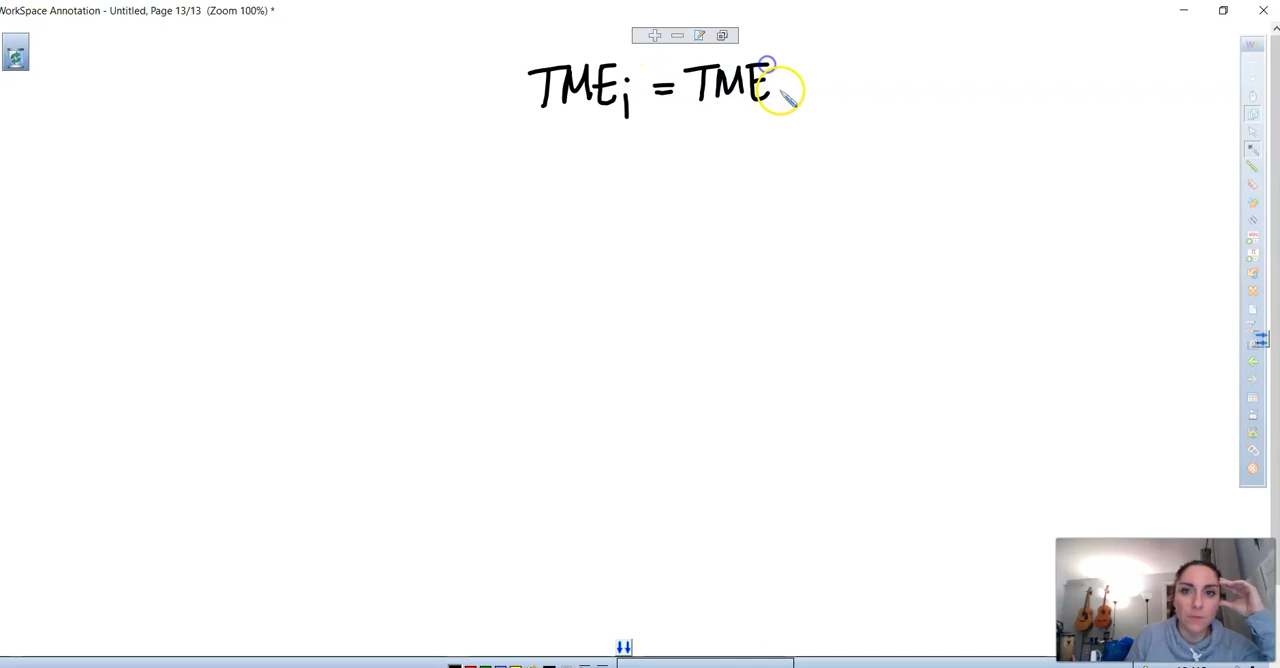 WorkSpace Annotation - Untitled, Page 13/13 (Zoom 100%) *
TMEi = TME